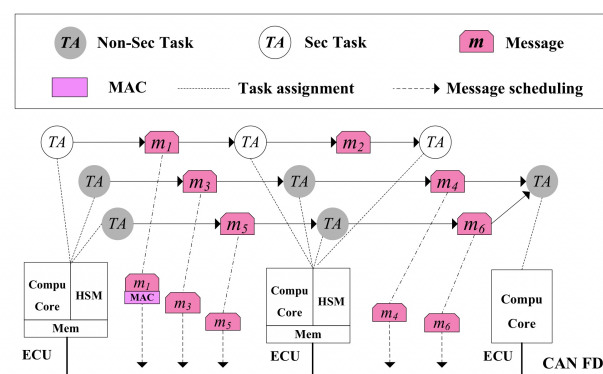 TA Non-Sec Task TA Sec Task m Message
MAC Task assignment Message scheduling
TA m1 TA m2 TA
TA m3 TA m4 TA
TA m5 TA m6
Compu Core HSM Mem ECU
m1 MAC m3 m5
Compu Core HSM Mem ECU
m4 m6
Compu Core ECU
CAN FD